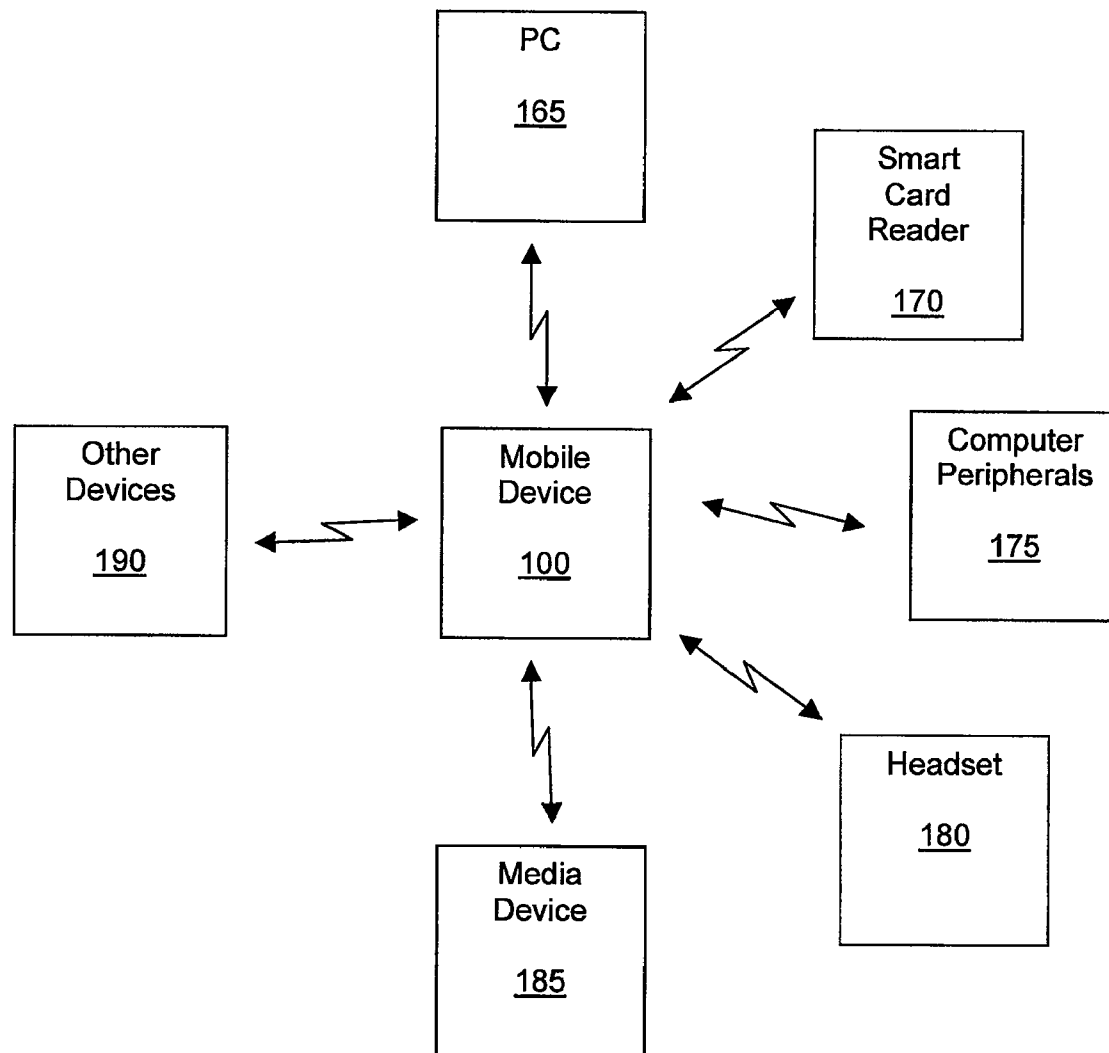 PC
165
Smart
Card
Reader
170
Other
Devices
190
Mobile
Device
100
Computer
Peripherals
175
Headset
180
Media
Device
185